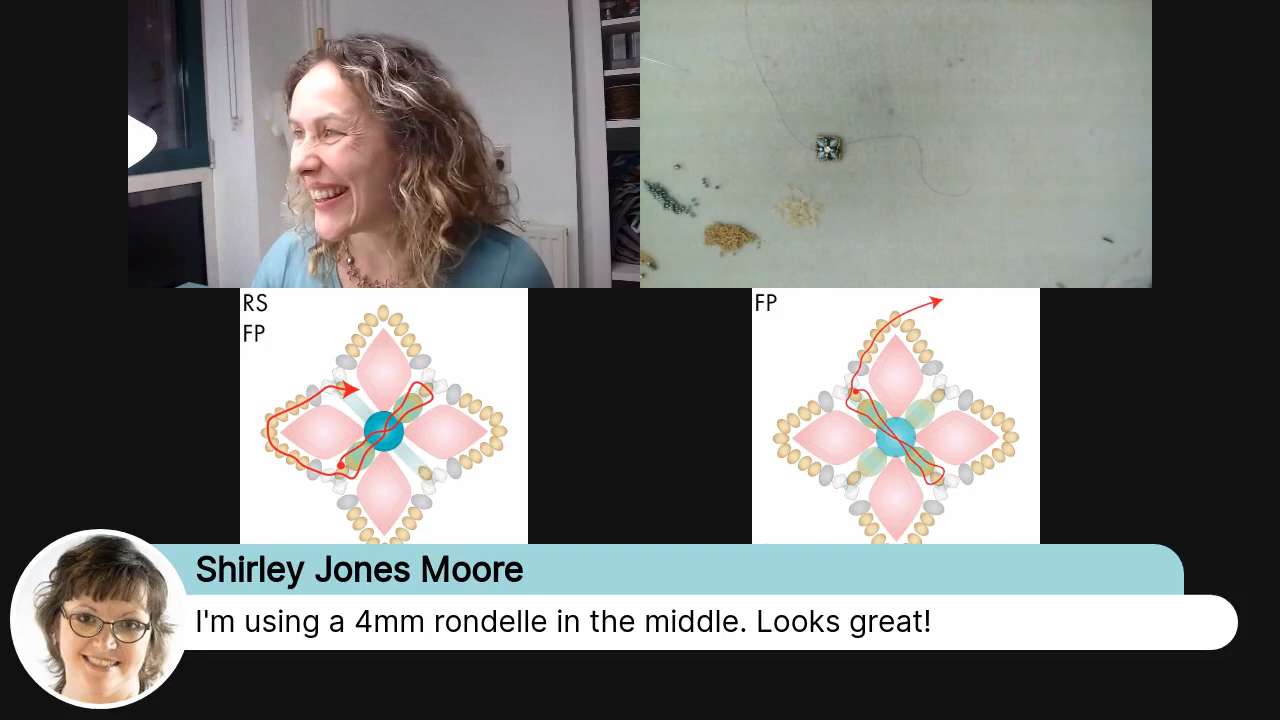 RS
FP
FP
Shirley Jones Moore
I'm using a 4mm rondelle in the middle. Looks great!